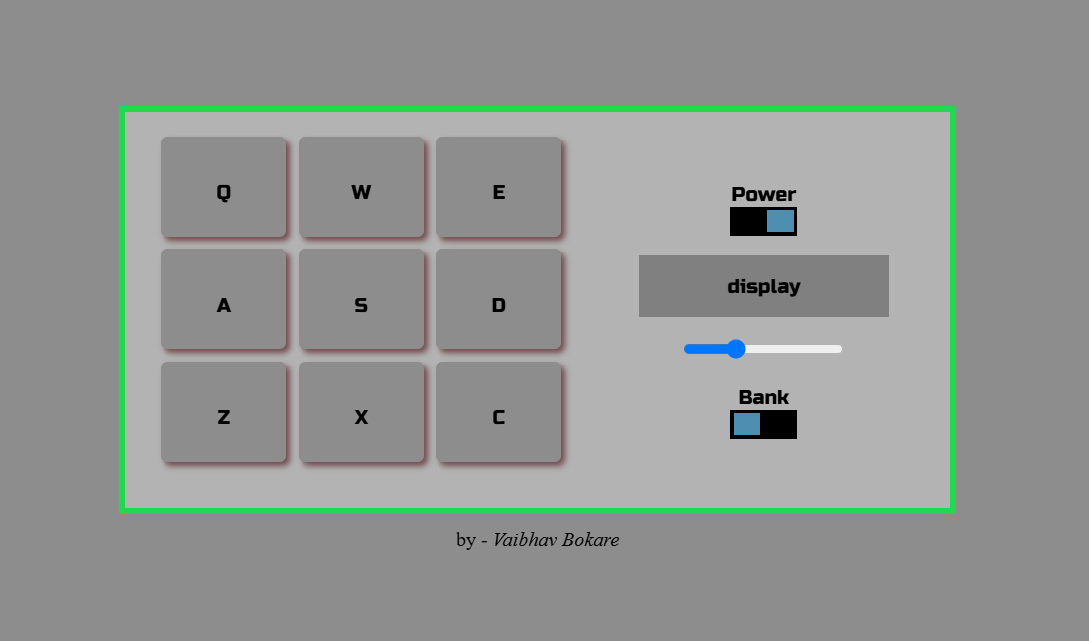 Q W E
Power
display
A S D
Bank
Z X C
by - Vaibhav Bokare